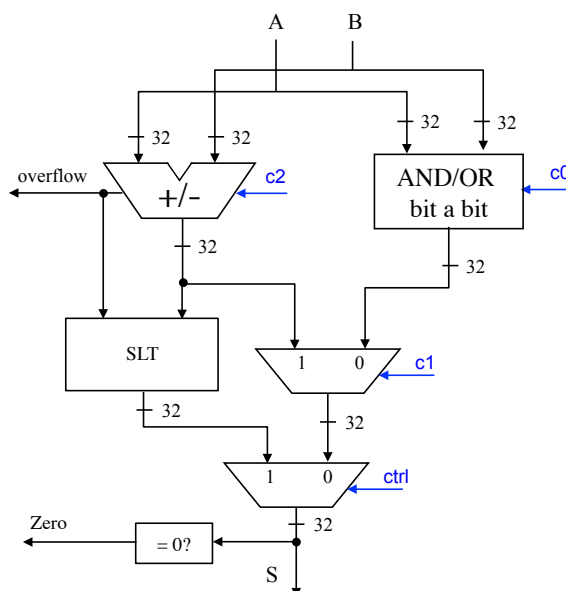 A B
32 32 32 32
overflow
+/-
c2
AND/OR
bit a bit
c0
32
32
SLT
1 0
c1
32
32
1 0
ctrl
Zero
= 0?
32
S